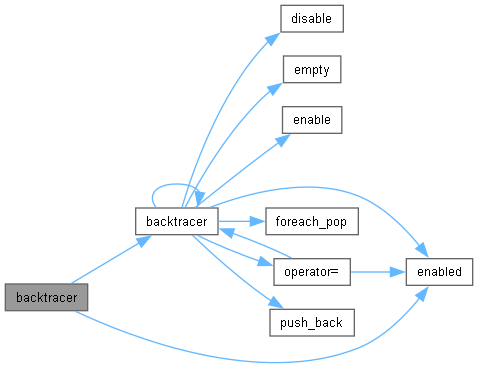 disable
empty
enable
backtracer
foreach_pop
operator=
enabled
backtracer
push_back